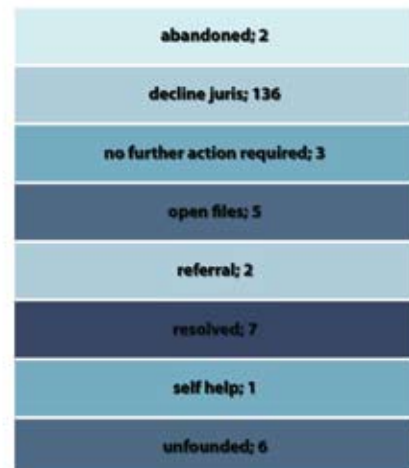 abandoned; 2
decline juris; 136
no further action required; 3
open files; 5
referral; 2
resolved; 7
self help; 1
unfounded; 6